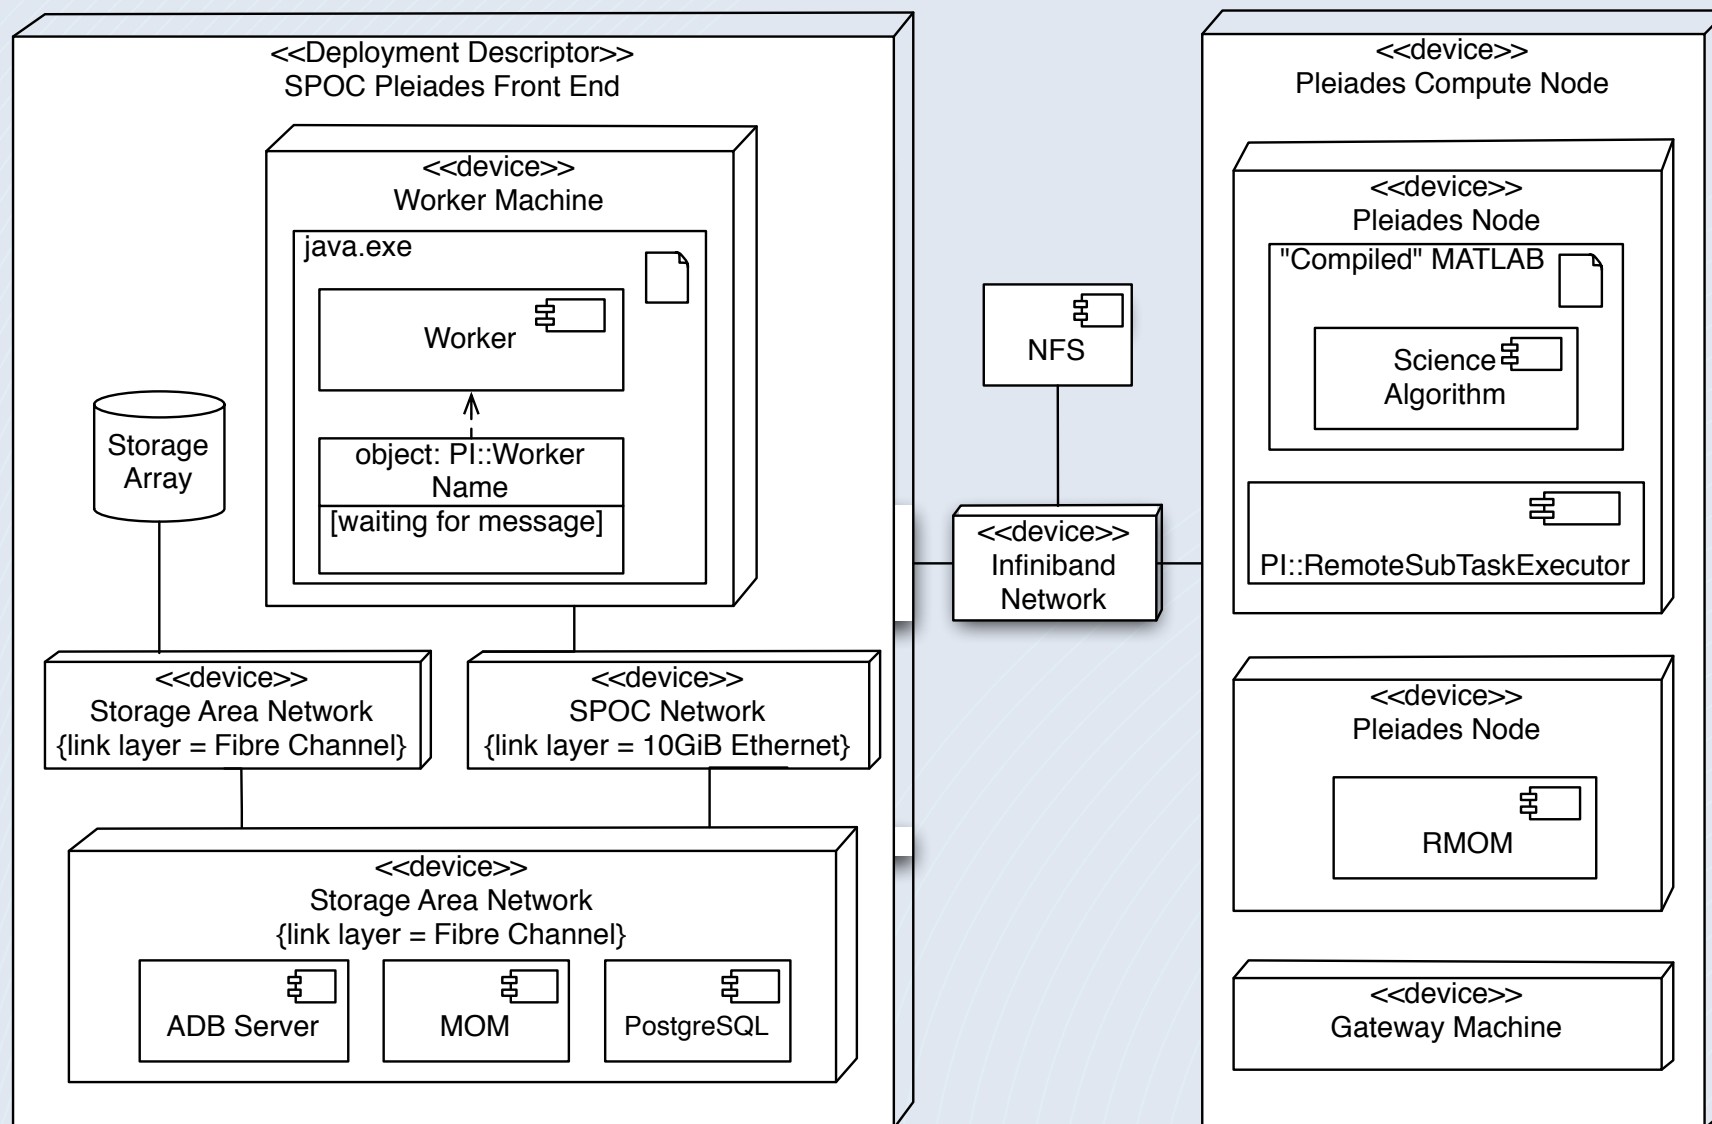 <<Deployment Descriptor>>
SPOC Pleiades Front End
<<device>>
Worker Machine
java.exe
Worker
object: PI::Worker
Name
[waiting for message]
Storage
Array
<<device>>
Storage Area Network
{link layer = Fibre Channel}
<<device>>
SPOC Network
{link layer = 10GiB Ethernet}
<<device>>
Storage Area Network
{link layer = Fibre Channel}
ADB Server
MOM
PostgreSQL
NFS
<<device>>
Infiniband
Network
<<device>>
Pleiades Compute Node
<<device>>
Pleiades Node
"Compiled" MATLAB
Science
Algorithm
PI::RemoteSubTaskExecutor
<<device>>
Pleiades Node
RMOM
<<device>>
Gateway Machine